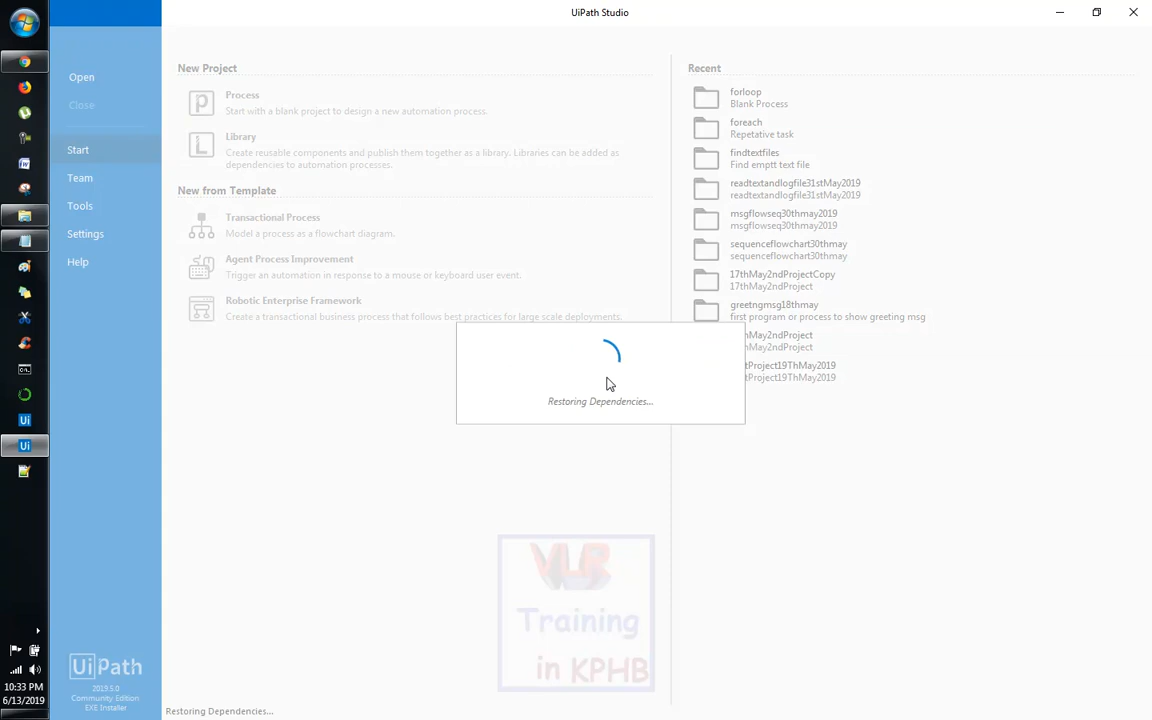 UiPath Studio
Open
Close
Start
Team
Tools
Settings
Help
New Project
Process
Start with a blank project to design a new automation process.
Library
Create reusable components and publish them together as a library. Libraries can be added as
dependencies to automation processes.
New from Template
Transactional Process
Model a process as a flowchart diagram.
Agent Process Improvement
Trigger an automation in response to a mouse or keyboard user event.
Robotic Enterprise Framework
Create a transactional business process that follows best practices for large scale deployments.
Recent
forloop
Blank Process
foreach
Repetative task
findtextfiles
Find emptt text file
readtextandlogfile31stMay2019
readtextandlogfile31stMay2019
msgflowseq30thmay2019
msgflowseq30thmay2019
sequenceflowchart30thmay
sequenceflowchart30thmay
17thMay2ndProjectCopy
17thMay2ndProject
greetngmsg18thmay
first program or process to show greeting msg
hMay2ndProject
hMay2ndProject
tProject19ThMay2019
tProject19ThMay2019
Restoring Dependencies...
VLR
Training
in KPHB
UiPath
2019.5.0
Community Edition
EXE Installer
Restoring Dependencies...
10:33 PM
6/13/2019